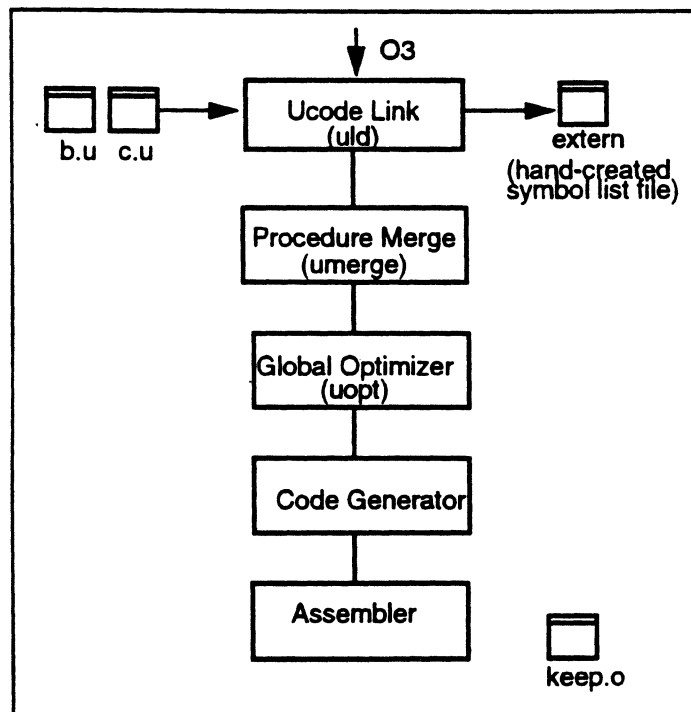 O3
b.u c.u
Ucode Link
(uld)
extern
(hand-created
symbol list file)
Procedure Merge
(umerge)
Global Optimizer
(uopt)
Code Generator
Assembler
keep.o